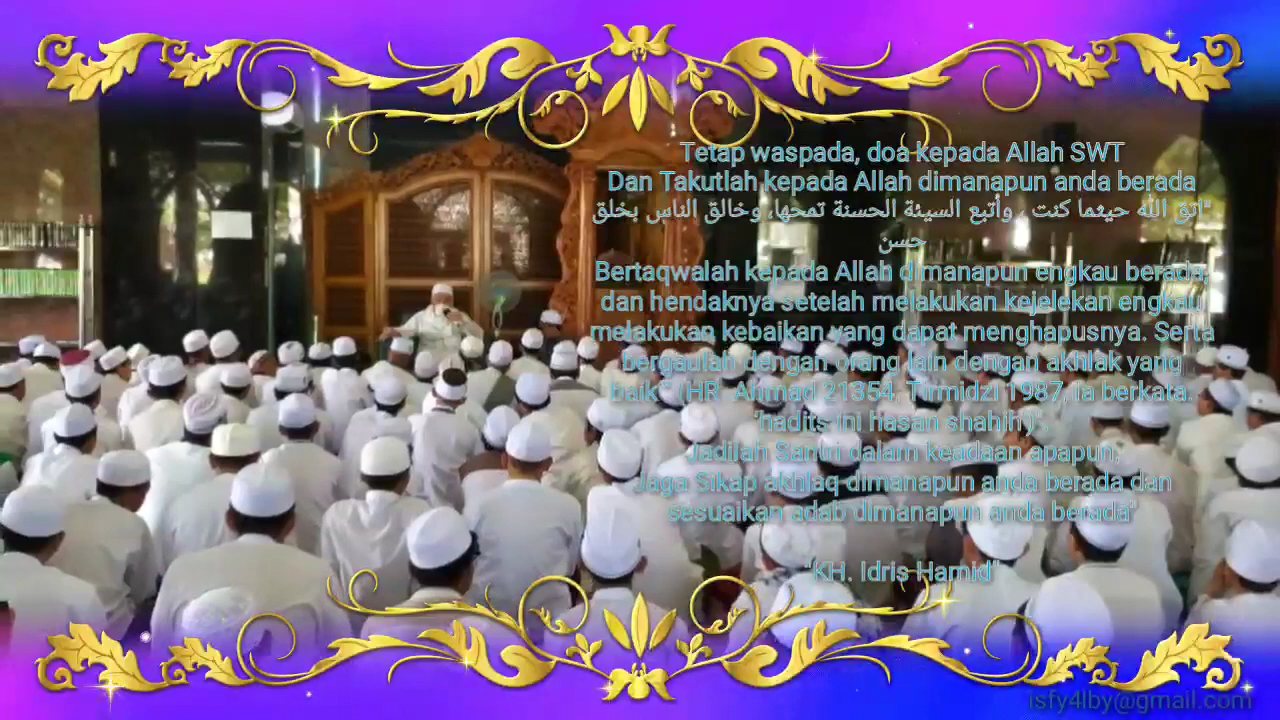 Tetap waspada, doa kepada Allah SWT
Dan Takutlah kepada Allah dimanapun anda berada
"اتق الله حيثما كنت ، وأتبع السيئة الحسنة تمحها، وخالق الناس بخلق
حسن
Bertaqwalah kepada Allah dimanapun engkau berada,
dan hendaknya setelah melakukan kejelekan engkau
melakukan kebaikan yang dapat menghapusnya. Serta
bergaulah dengan orang lain dengan akhlak yang
baik'" (HR. Ahmad 21354, Tirmidzi 1987, ia berkata.
'hadits ini hasan shahih')".
Jadilah Santri dalam keadaan apapun,
Jaga Sikap akhlaq dimanapun anda berada dan
sesuaikan adab dimanapun anda berada"
"KH. Idris Hamid"
isfy4lby@gmail.com